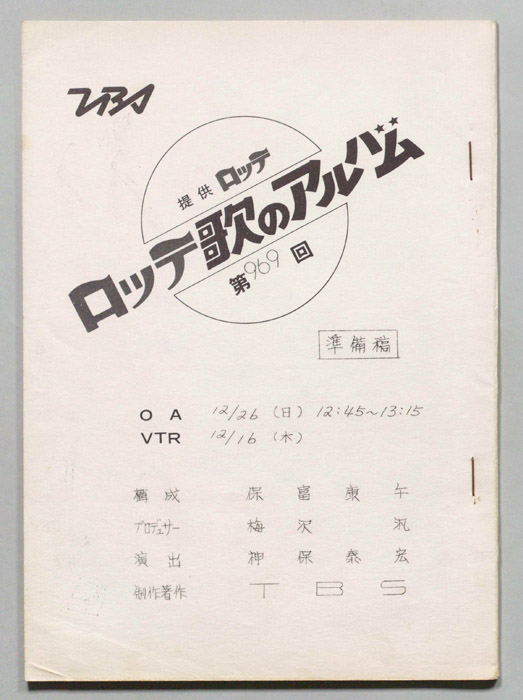 TBS
提供 ロッテ
ロッテ歌のアルバム
第969回
準備稿
OA 12/26（日）12:45~13:15
VTR 12/16（木）
構成 保富康午
プロデュサー 梅沢 汎
演出 神保泰宏
制作著作 TBS